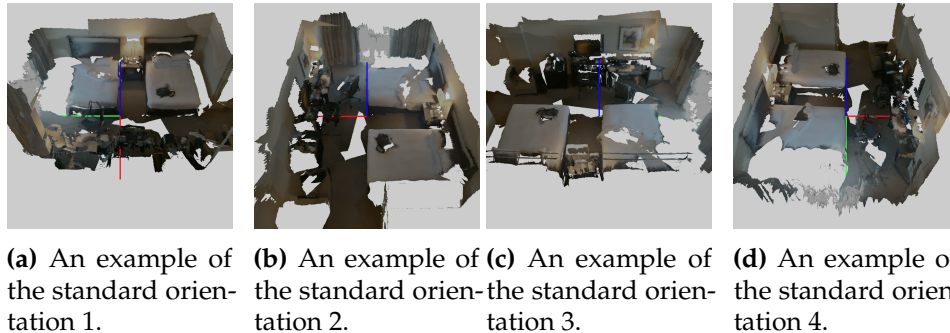 (a) An example of
the standard orien-
tation 1.
(b) An example of
the standard orien-
tation 2.
(c) An example of
the standard orien-
tation 3.
(d) An example o
the standard orien
tation 4.